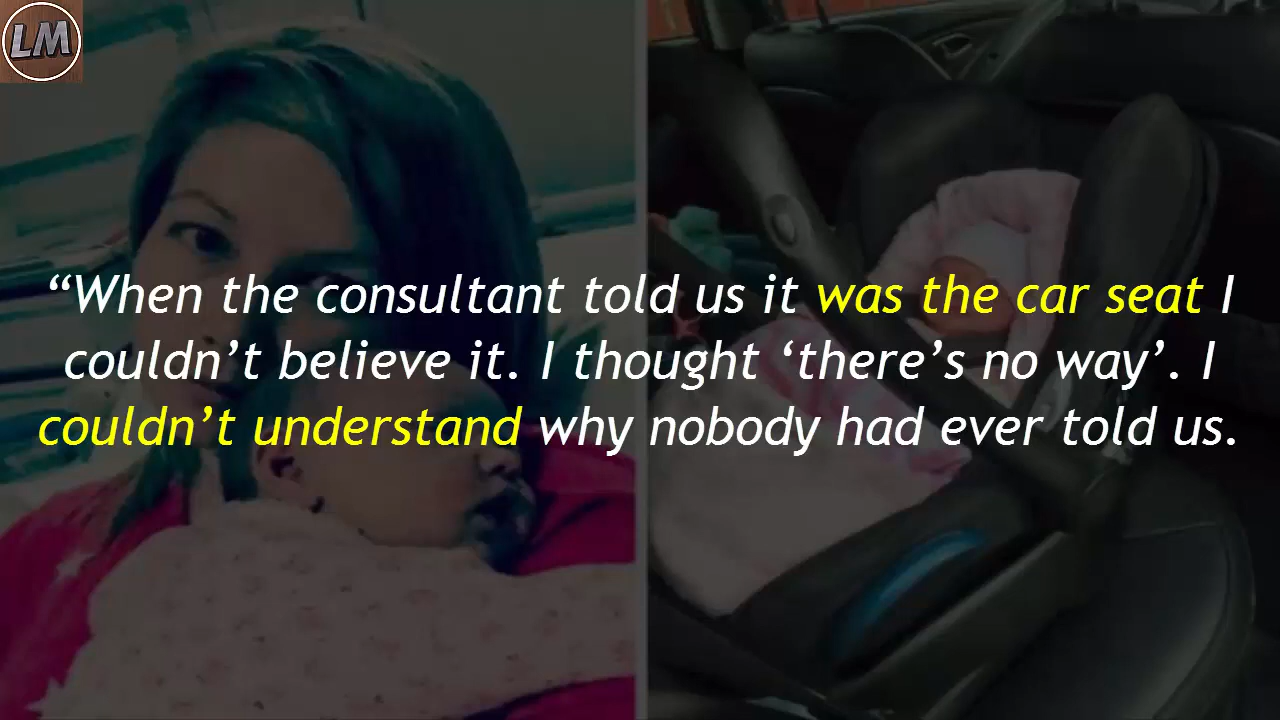 LM
“When the consultant told us it was the car seat I
couldn’t believe it. I thought ‘there’s no way’. I
couldn’t understand why nobody had ever told us.